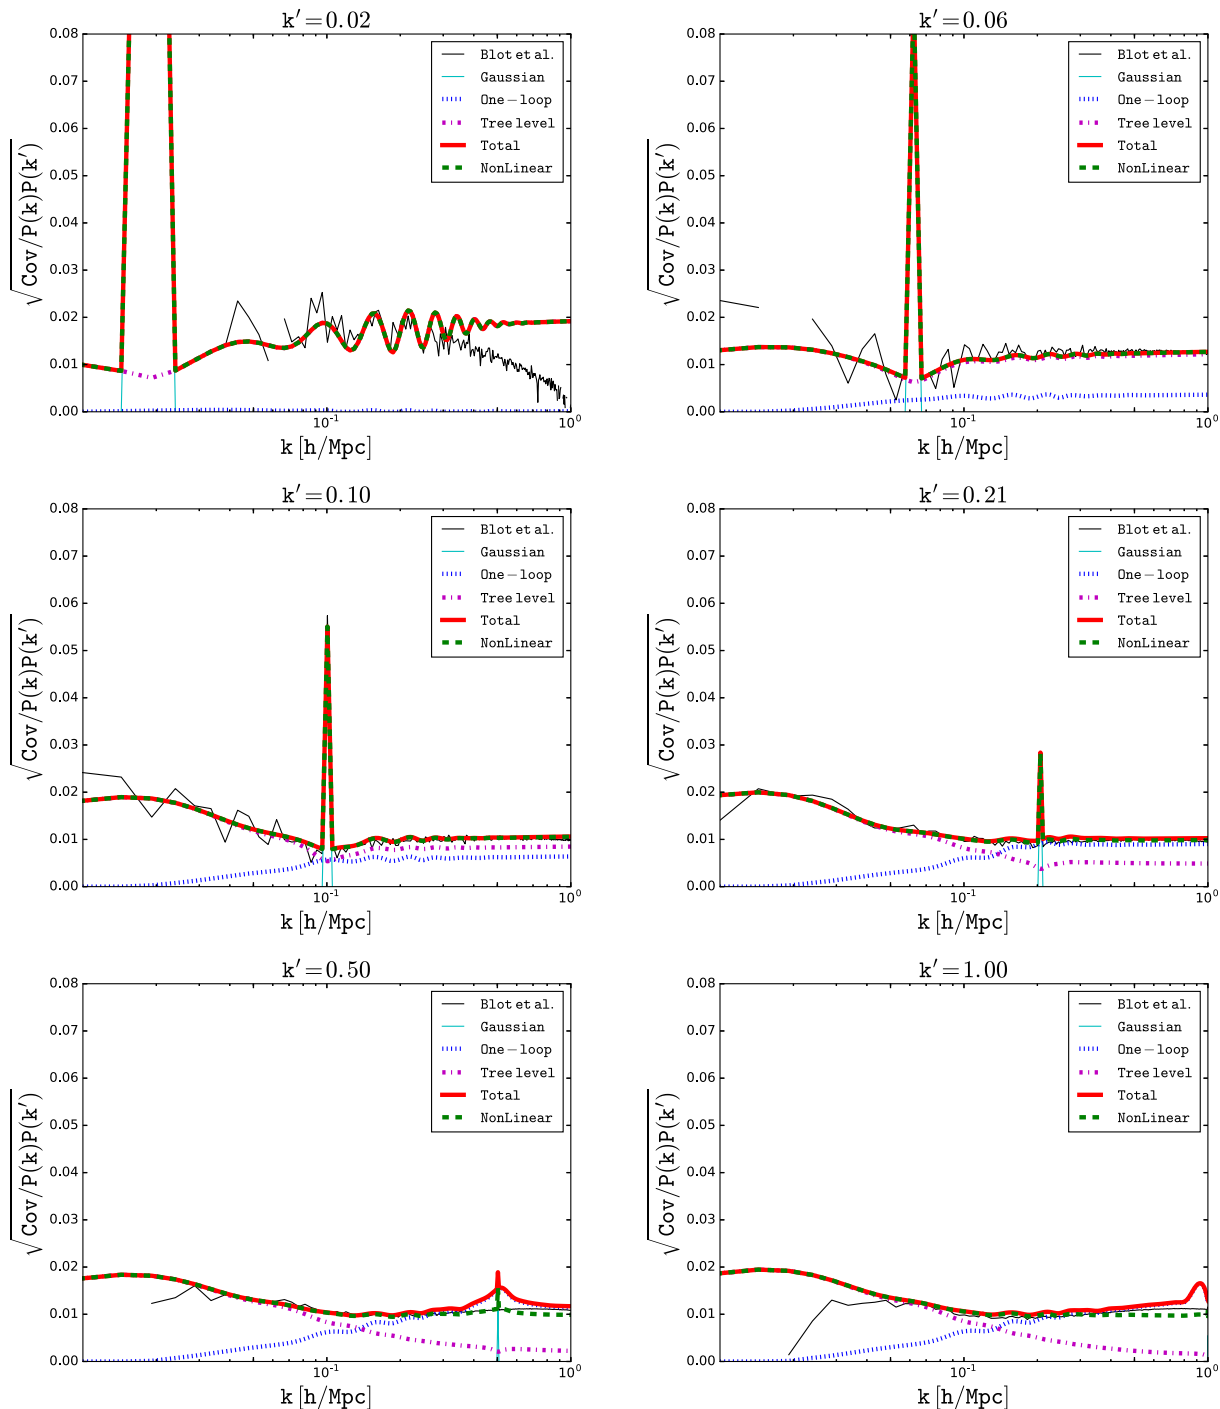 k′=0.02
0.08
0.07
0.06
0.05
0.04
0.03
0.02
0.01
0.00
√Cov/P(k)P(k′)
Blot et al.
Gaussian
One−loop
Tree level
Total
NonLinear
10⁻¹ 10⁰
k [h/Mpc]
k′=0.06
0.08
0.07
0.06
0.05
0.04
0.03
0.02
0.01
0.00
√Cov/P(k)P(k′)
Blot et al.
Gaussian
One−loop
Tree level
Total
NonLinear
10⁻¹ 10⁰
k [h/Mpc]
k′=0.10
0.08
0.07
0.06
0.05
0.04
0.03
0.02
0.01
0.00
√Cov/P(k)P(k′)
Blot et al.
Gaussian
One−loop
Tree level
Total
NonLinear
10⁻¹ 10⁰
k [h/Mpc]
k′=0.21
0.08
0.07
0.06
0.05
0.04
0.03
0.02
0.01
0.00
√Cov/P(k)P(k′)
Blot et al.
Gaussian
One−loop
Tree level
Total
NonLinear
10⁻¹ 10⁰
k [h/Mpc]
k′=0.50
0.08
0.07
0.06
0.05
0.04
0.03
0.02
0.01
0.00
√Cov/P(k)P(k′)
Blot et al.
Gaussian
One−loop
Tree level
Total
NonLinear
10⁻¹ 10⁰
k [h/Mpc]
k′=1.00
0.08
0.07
0.06
0.05
0.04
0.03
0.02
0.01
0.00
√Cov/P(k)P(k′)
Blot et al.
Gaussian
One−loop
Tree level
Total
NonLinear
10⁻¹ 10⁰
k [h/Mpc]